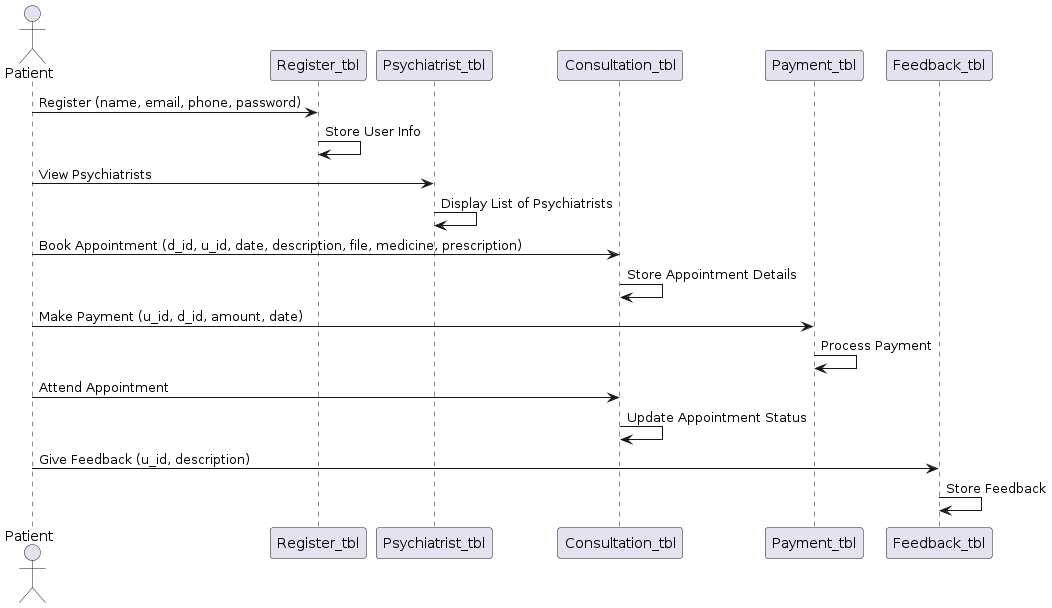 Patient
Register_tbl
Psychiatrist_tbl
Consultation_tbl
Payment_tbl
Feedback_tbl
Register (name, email, phone, password)
Store User Info
View Psychiatrists
Display List of Psychiatrists
Book Appointment (d_id, u_id, date, description, file, medicine, prescription)
Store Appointment Details
Make Payment (u_id, d_id, amount, date)
Process Payment
Attend Appointment
Update Appointment Status
Give Feedback (u_id, description)
Store Feedback
Patient
Register_tbl
Psychiatrist_tbl
Consultation_tbl
Payment_tbl
Feedback_tbl